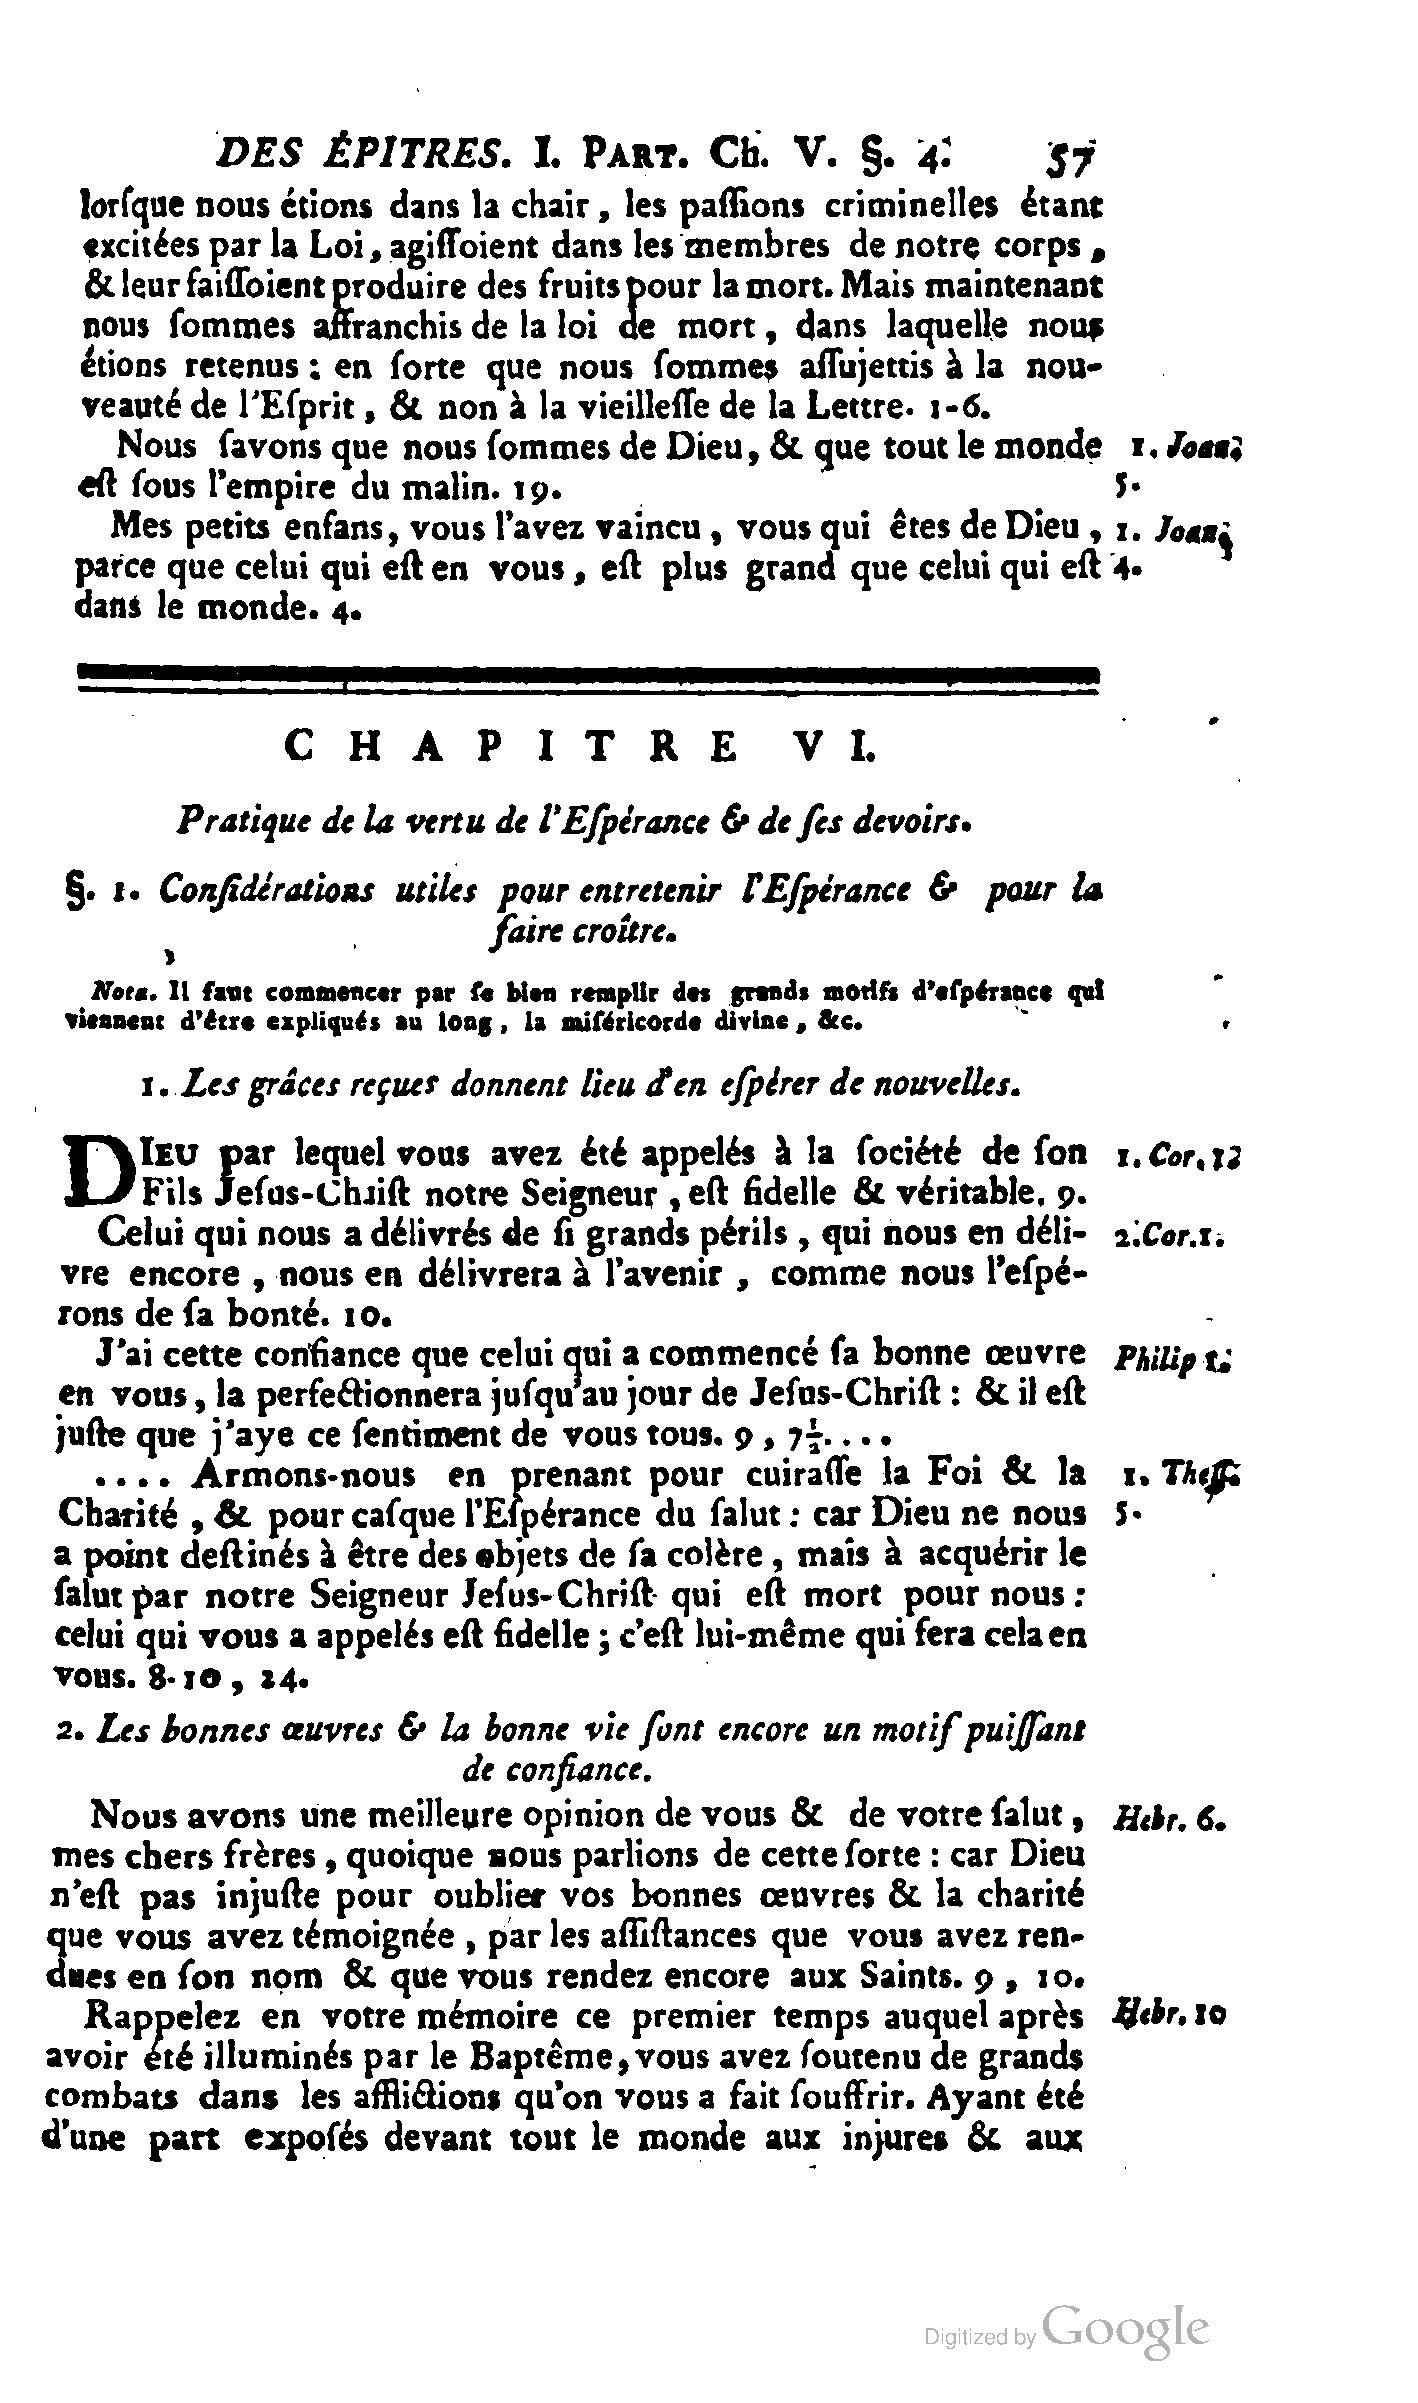 DES ÉPITRES. I. PART. Ch. V. §. 4. 57
lorſque nous étions dans la chair, les paſſions criminelles étant
excitées par la Loi, agiſſoient dans les membres de notre corps,
& leur faiſſoient produire des fruits pour la mort. Mais maintenant
nous ſommes affranchis de la loi de mort, dans laquelle nous
étions retenus : en ſorte que nous ſommes aſſujettis à la nou-
veauté de l'Eſprit, & non à la vieilleſſe de la Lettre. 1-6.
Nous ſavons que nous ſommes de Dieu, & que tout le monde 1. Joan.
eſt ſous l'empire du malin. 19. 5.
Mes petits enfans, vous l'avez vaincu, vous qui êtes de Dieu, 1. Joan.
parce que celui qui eſt en vous, eſt plus grand que celui qui eſt 4.
dans le monde. 4.
CHAPITRE VI.
Pratique de la vertu de l'Eſpérance & de ſes devoirs.
§. 1. Conſidérations utiles pour entretenir l'Eſpérance & pour la
faire croître.
Nota. Il faut commencer par ſe bien remplir des grands motifs d'eſpérance qui
viennent d'être expliqués au long, la miſéricorde divine, &c.
1. Les grâces reçues donnent lieu d'en eſpérer de nouvelles.
DIEU par lequel vous avez été appelés à la ſociété de ſon 1. Cor. 1
Fils Jeſus-Chriſt notre Seigneur, eſt fidelle & véritable. 9.
Celui qui nous a délivrés de ſi grands périls, qui nous en déli- 2. Cor. 1.
vre encore, nous en délivrera à l'avenir, comme nous l'eſpé-
rons de ſa bonté. 10.
J'ai cette confiance que celui qui a commencé ſa bonne œuvre Philip 1.
en vous, la perfectionnera juſqu'au jour de Jeſus-Chriſt : & il eſt
juſte que j'aye ce ſentiment de vous tous. 9, 7½....
.... Armons-nous en prenant pour cuiraſſe la Foi & la 1. Theſſ.
Charité, & pour caſque l'Eſpérance du ſalut : car Dieu ne nous 5.
a point deſtinés à être des objets de ſa colère, mais à acquérir le
ſalut par notre Seigneur Jeſus-Chriſt qui eſt mort pour nous :
celui qui vous a appelés eſt fidelle ; c'eſt lui-même qui fera cela en
vous. 8-10, 24.
2. Les bonnes œuvres & la bonne vie ſont encore un motif puiſſant
de confiance.
Nous avons une meilleure opinion de vous & de votre ſalut, Hebr. 6.
mes chers frères, quoique nous parlions de cette ſorte : car Dieu
n'eſt pas injuſte pour oublier vos bonnes œuvres & la charité
que vous avez témoignée, par les aſſiſtances que vous avez ren-
dues en ſon nom & que vous rendez encore aux Saints. 9, 10.
Rappelez en votre mémoire ce premier temps auquel après Hebr. 10
avoir été illuminés par le Baptême, vous avez ſoutenu de grands
combats dans les afflictions qu'on vous a fait ſouffrir. Ayant été
d'une part expoſés devant tout le monde aux injures & aux
Digitized by Google